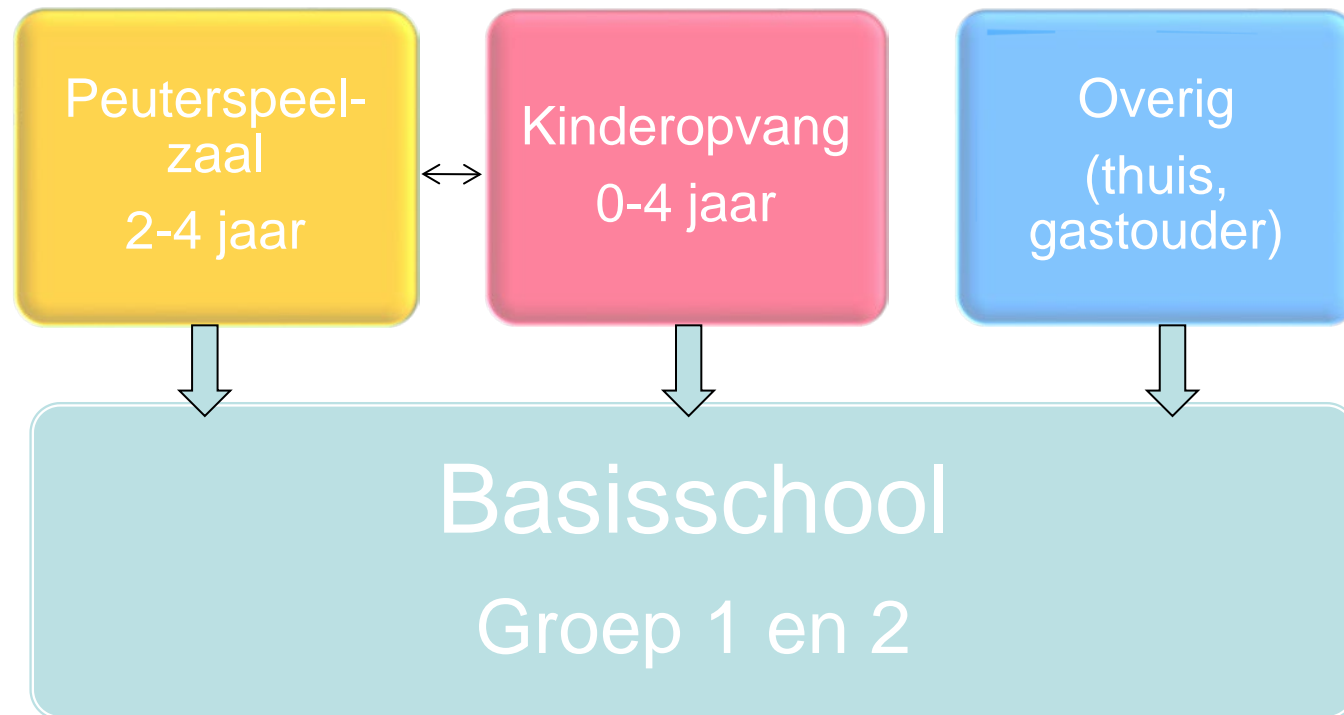 Peuterspeel-
zaal
2-4 jaar
Kinderopvang
0-4 jaar
Overig
(thuis,
gastouder)
Basisschool
Groep 1 en 2